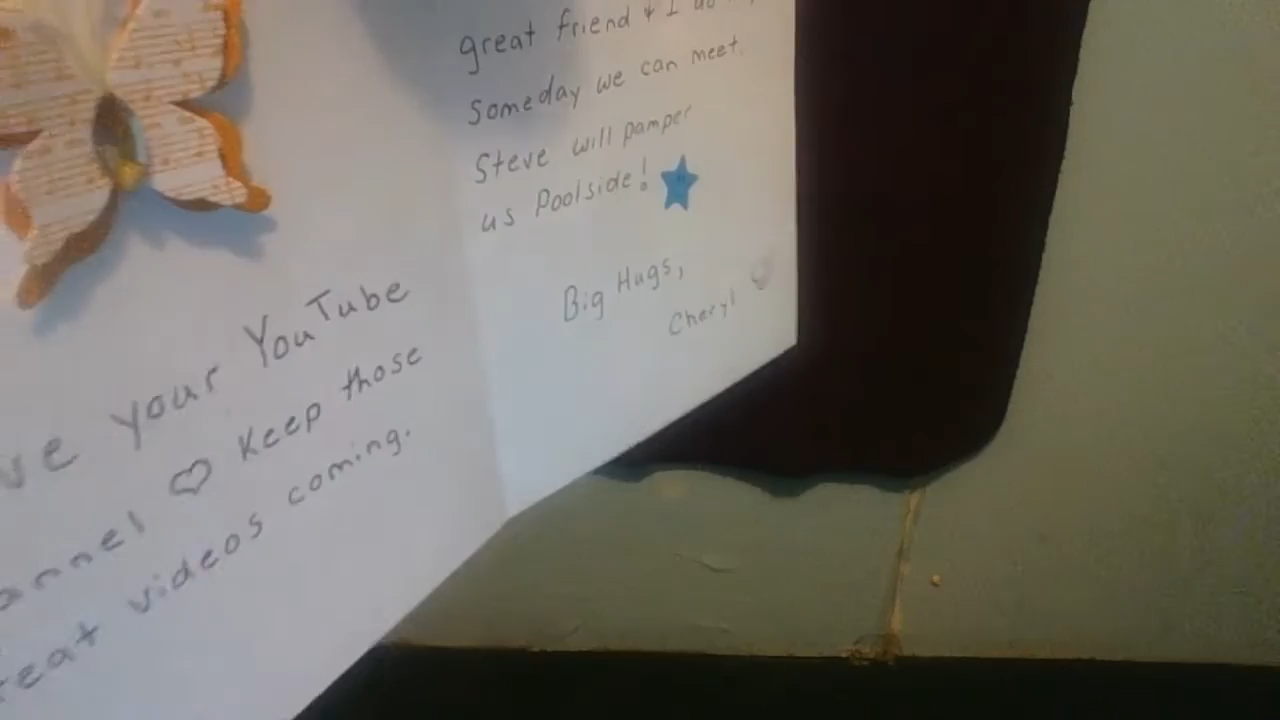 great friend & I do
Someday we can meet.
Steve will pamper
us Poolside!
Big Hugs,
Cheryl
your YouTube
Keep those
videos coming.